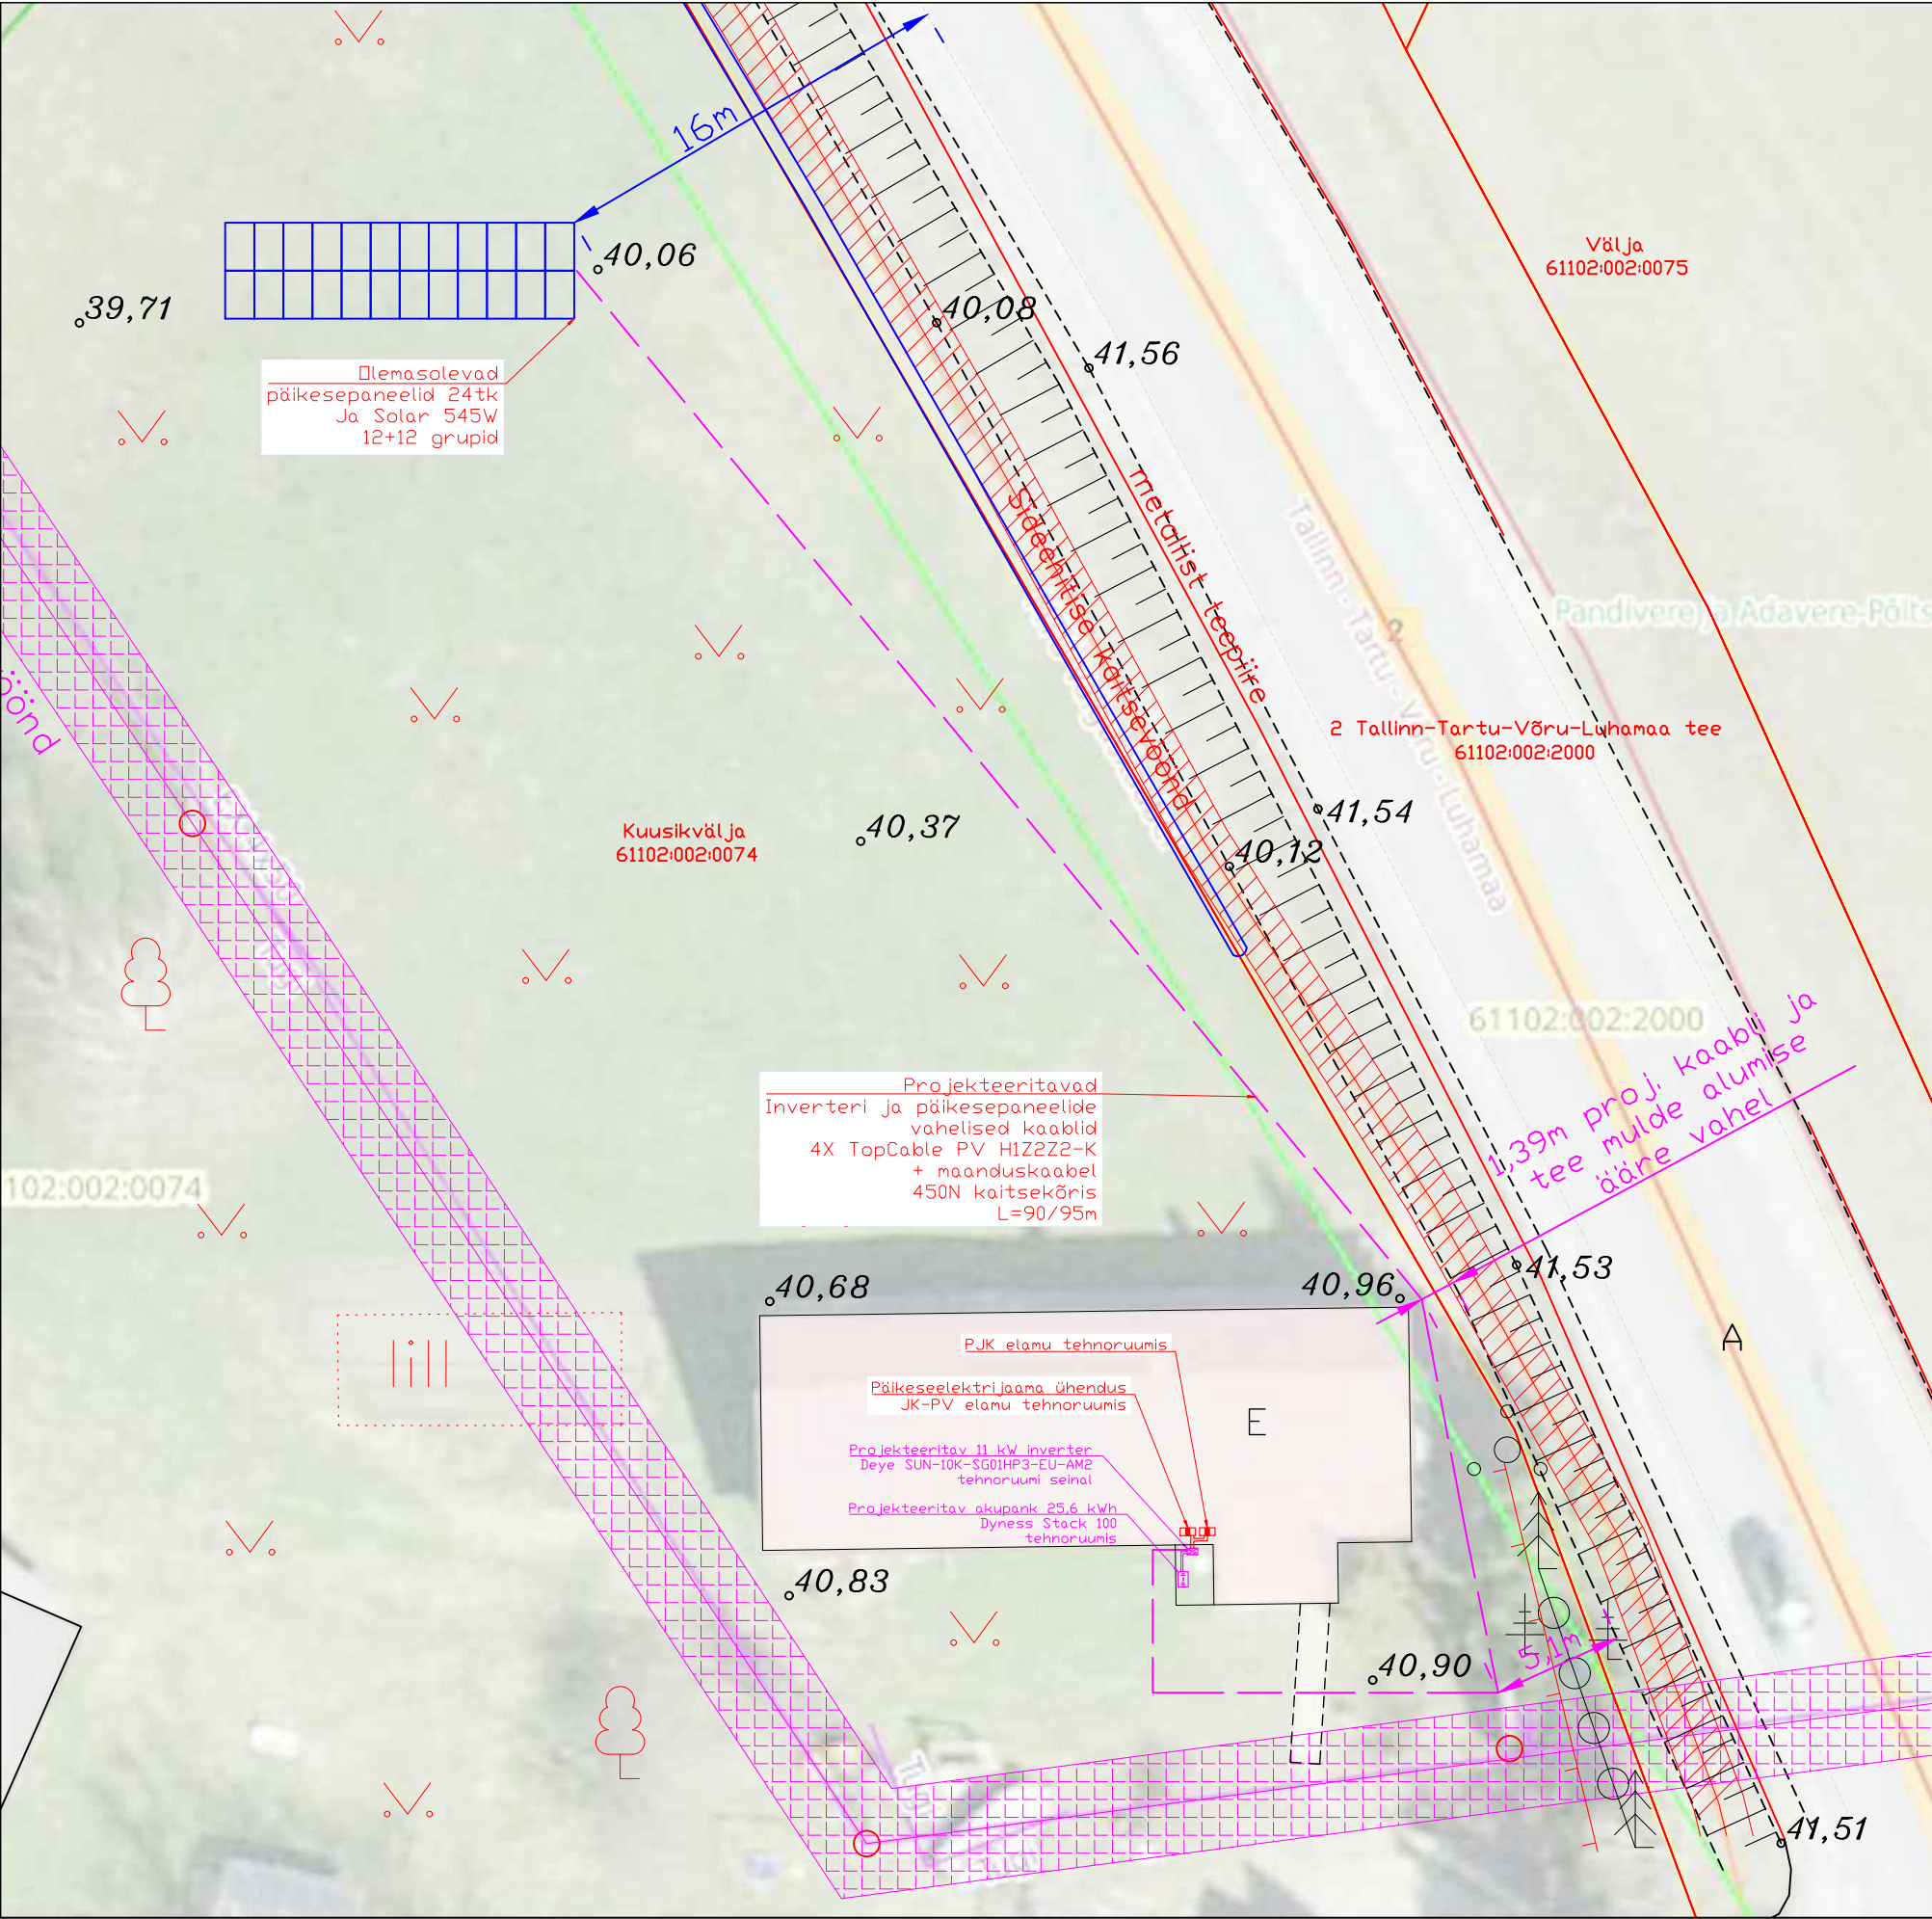 16m
40,06
39,71
40,08
41,56
Välja
61102:002:0075
lemasolevad
päikesepaneelid 24tk
Ja Solar 545W
12+12 grupid
metallist teepiire
Sideehitise kaitsevöönd
Tallinn-Tartu-Võru-Luhamaa
2
Pandivere ja Adavere-Põlts
öönd
2 Tallinn-Tartu-Võru-Luhamaa tee
61102:002:2000
Kuusikvälja
61102:002:0074
40,37
41,54
40,12
61102:002:2000
1,39m proj. kaabli ja
tee mulde alumise
ääre vahel
Projekteeritavad
Inverteri ja päikesepaneelide
vahelised kaablid
4X TopCable PV H1Z2Z2-K
+ maanduskaabel
450N kaitsekõris
L=90/95m
102:002:0074
40,68
40,96
41,53
A
PJK elamu tehnoruumis
Päikeseelektrijaama ühendus
JK-PV elamu tehnoruumis
E
Projekteeritav 11 kW inverter
Deye SUN-10K-SG01HP3-EU-AM2
tehnoruumi seinal
Projekteeritav akupank 25,6 kWh
Dyness Stack 100
tehnoruumis
40,83
40,90
5,1m
41,51